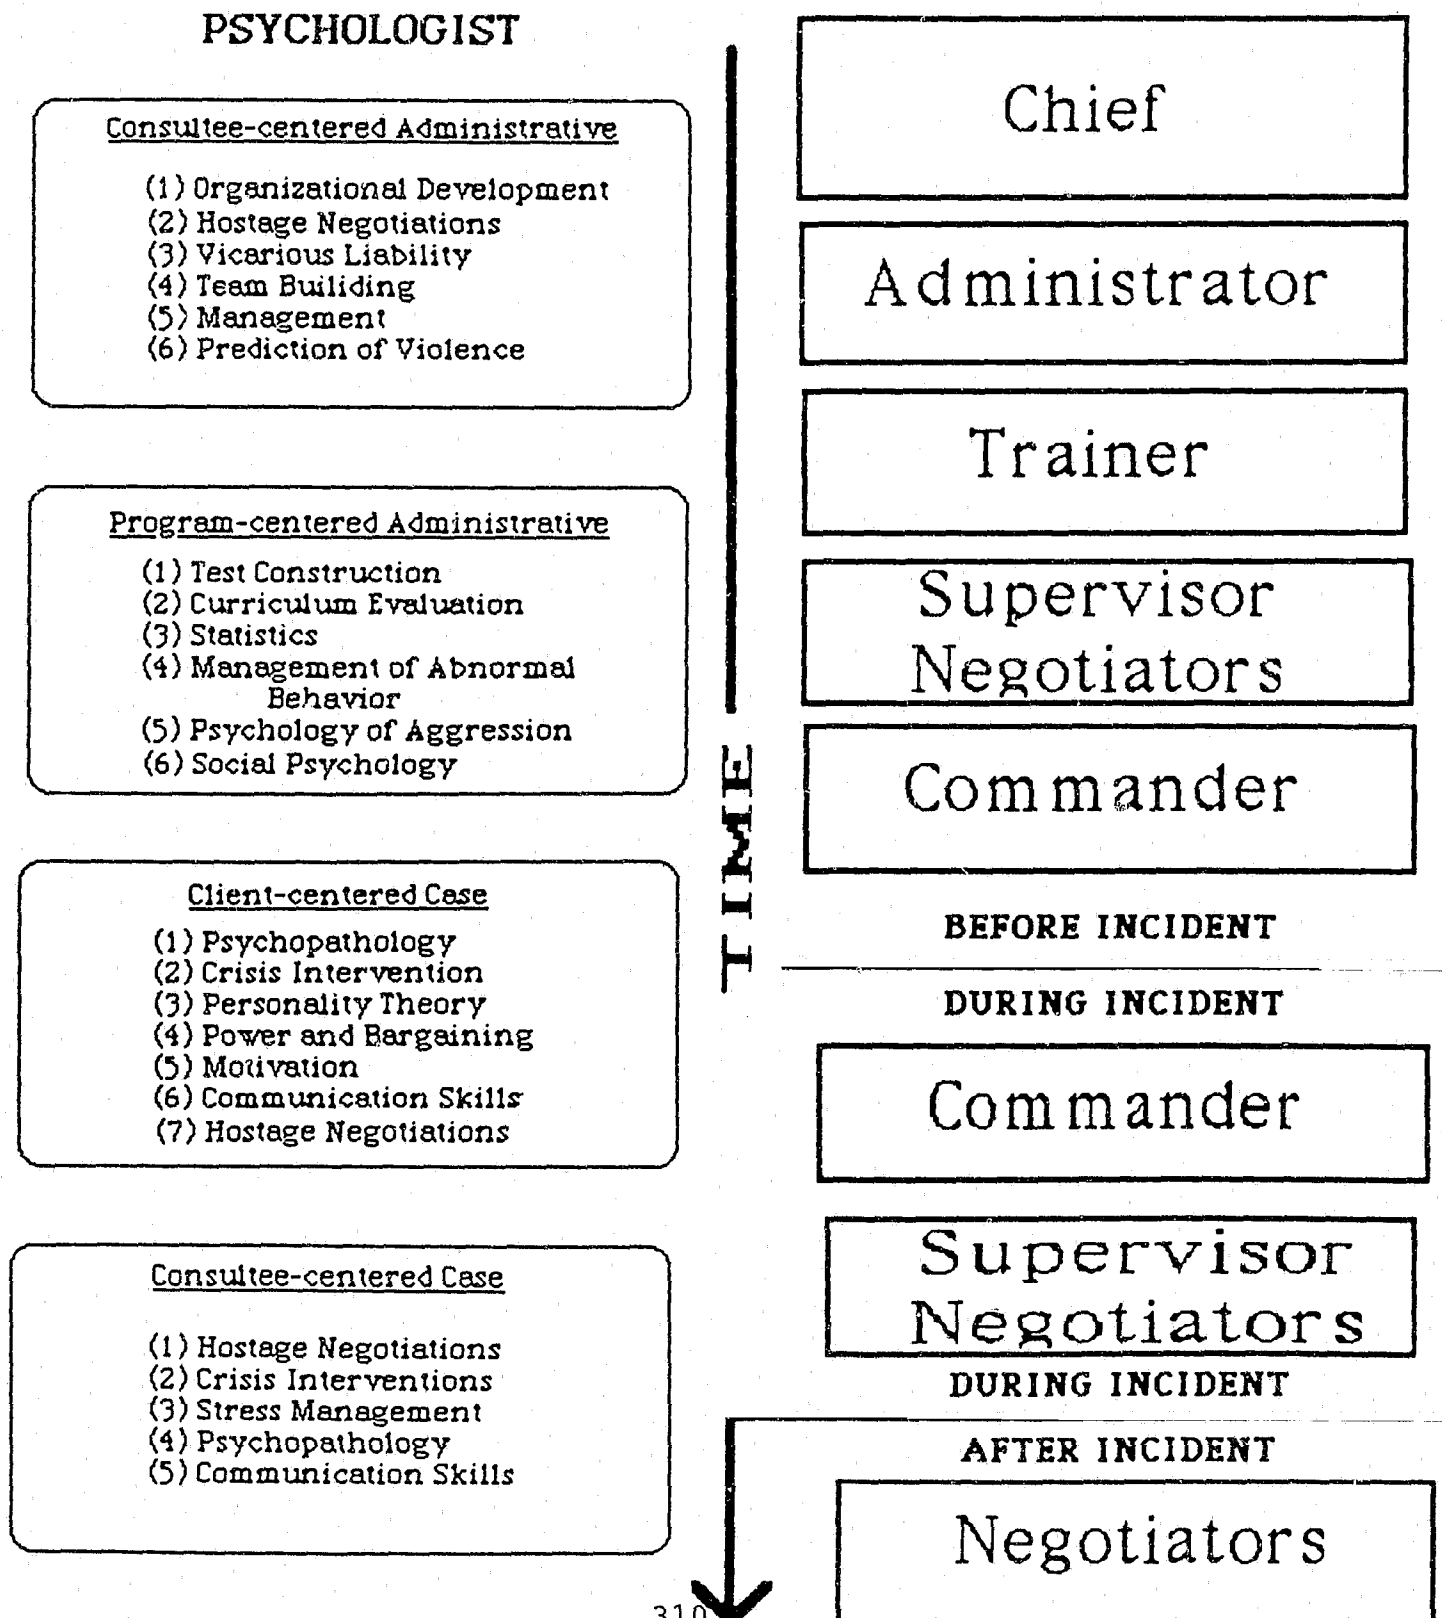 PSYCHOLOGIST
Consultee-centered Administrative
(1) Organizational Development
(2) Hostage Negotiations
(3) Vicarious Liability
(4) Team Builiding
(5) Management
(6) Prediction of Violence
Program-centered Administrative
(1) Test Construction
(2) Curriculum Evaluation
(3) Statistics
(4) Management of Abnormal
Behavior
(5) Psychology of Aggression
(6) Social Psychology
Client-centered Case
(1) Psychopathology
(2) Crisis Intervention
(3) Personality Theory
(4) Power and Bargaining
(5) Motivation
(6) Communication Skills
(7) Hostage Negotiations
Consultee-centered Case
(1) Hostage Negotiations
(2) Crisis Interventions
(3) Stress Management
(4) Psychopathology
(5) Communication Skills
TIME
Chief
Administrator
Trainer
Supervisor
Negotiators
Commander
BEFORE INCIDENT
DURING INCIDENT
Commander
Supervisor
Negotiators
DURING INCIDENT
AFTER INCIDENT
Negotiators
310